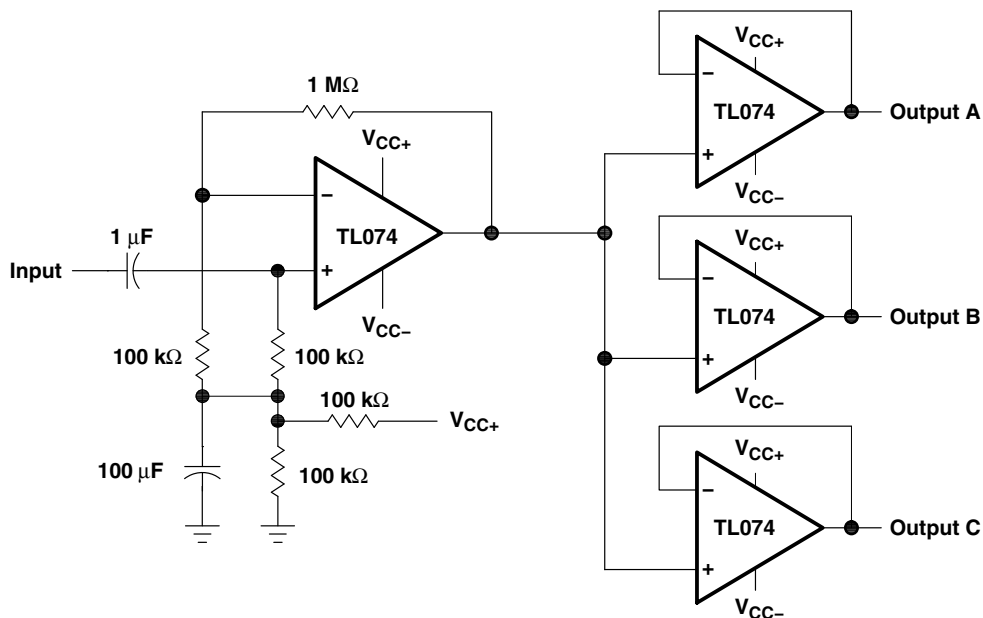 VCC+
1 MΩ
−
TL074
Output A
VCC+
+
−
VCC−
1 μF
TL074
VCC+
Input
+
−
VCC−
TL074
Output B
100 kΩ
100 kΩ
+
100 kΩ
VCC+
VCC−
VCC+
100 μF
100 kΩ
−
TL074
Output C
+
VCC−